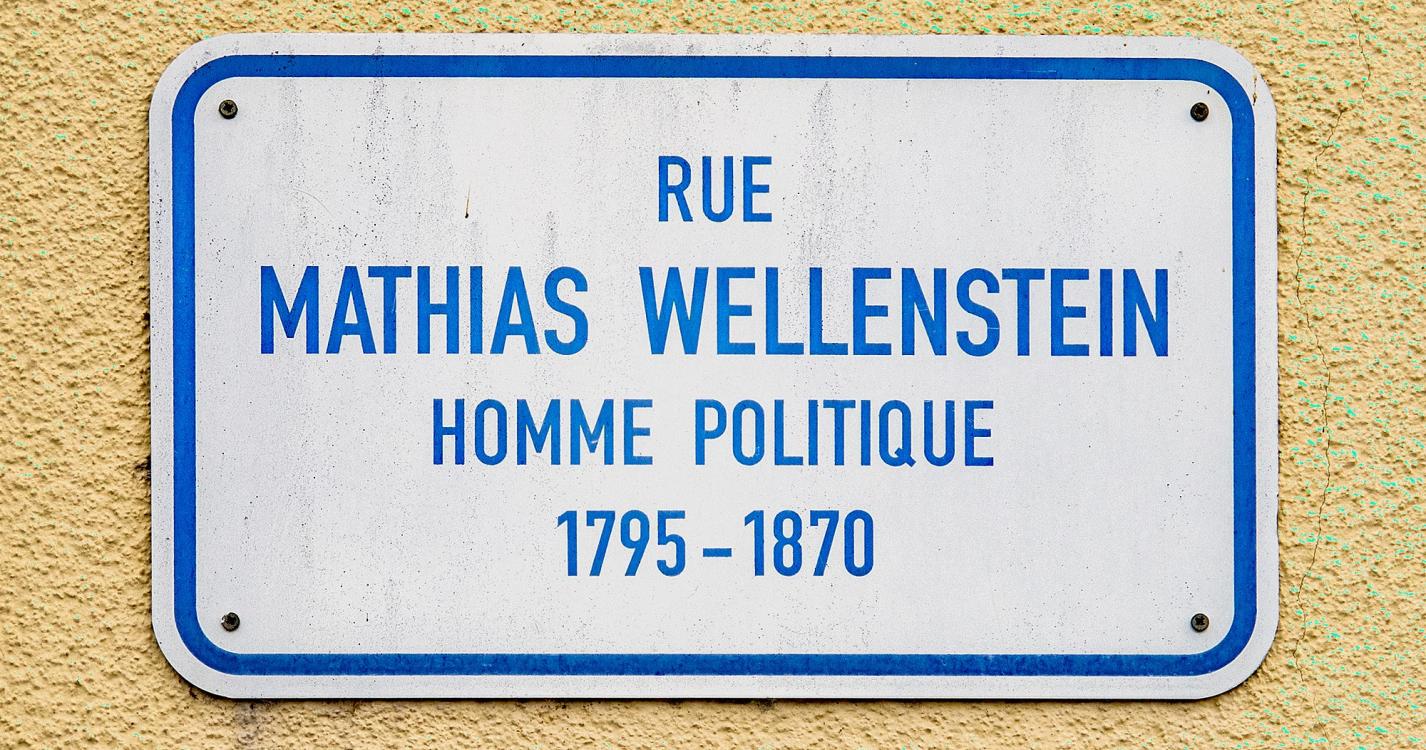 RUE
MATHIAS WELLENSTEIN
HOMME POLITIQUE
1795-1870